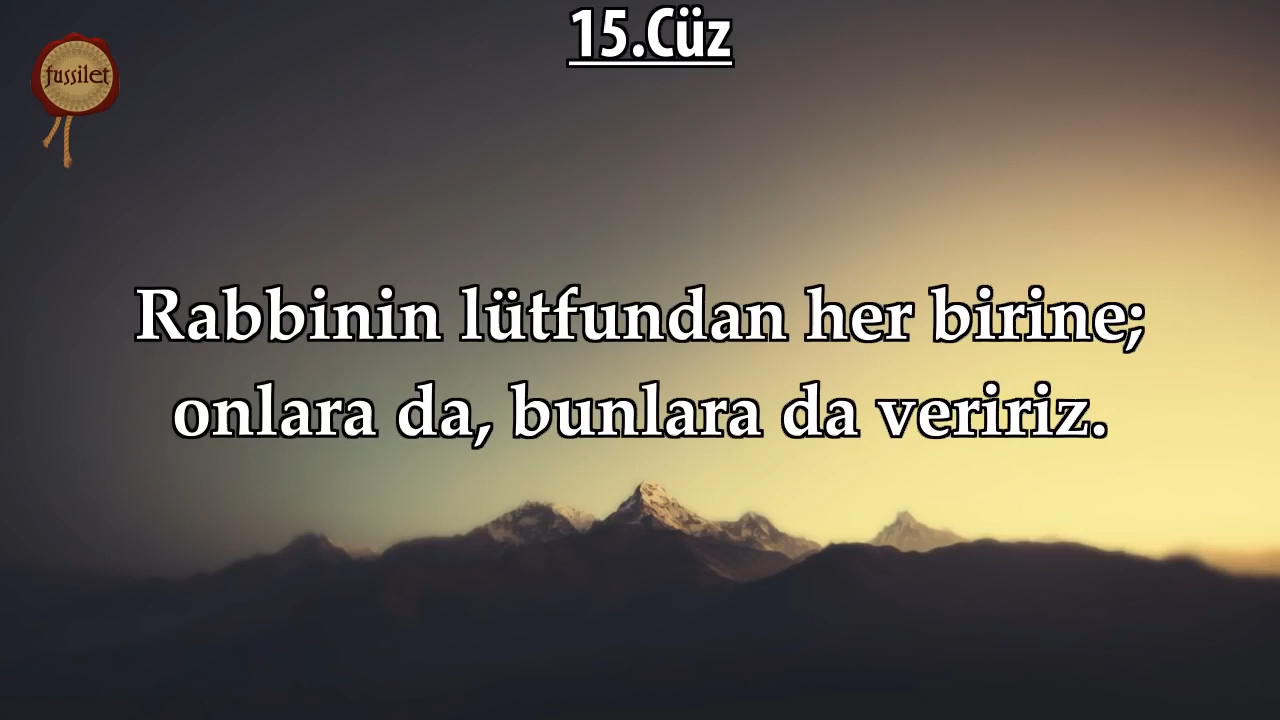 15.Cüz
fussilet
Rabbinin lütfundan her birine;
onlara da, bunlara da veririz.